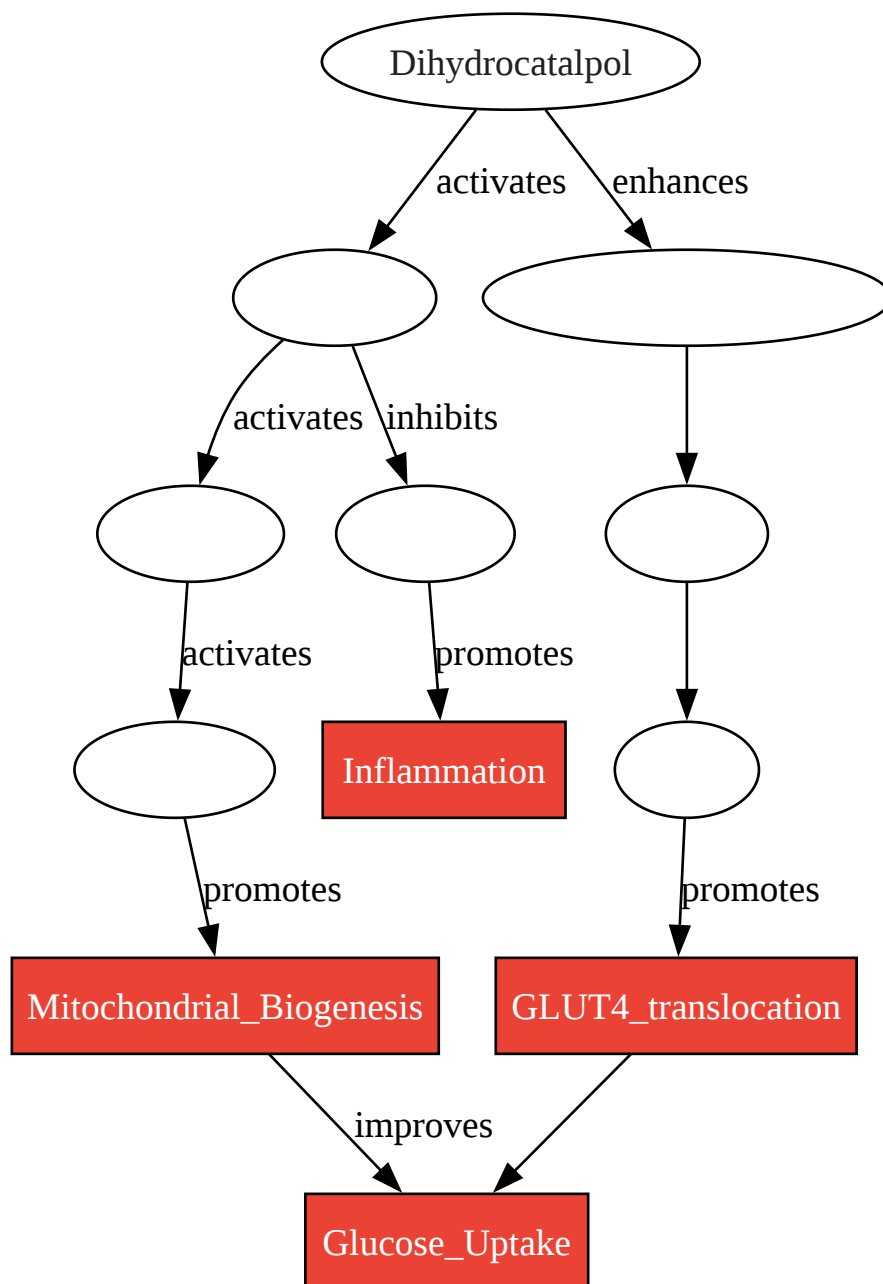 Dihydrocatalpol
activates
enhances
activates
inhibits
activates
promotes
Inflammation
promotes
promotes
Mitochondrial_Biogenesis
GLUT4_translocation
improves
Glucose_Uptake